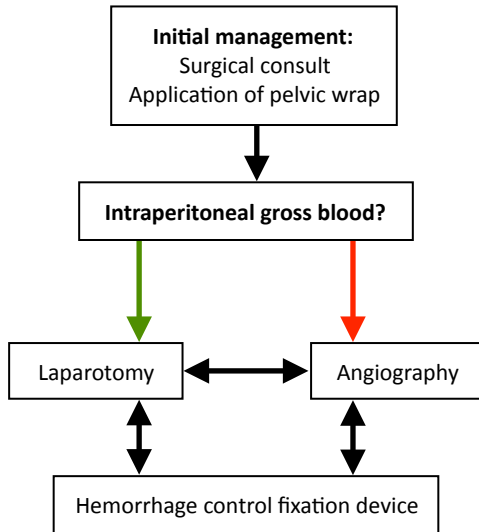 Initial management:
Surgical consult
Application of pelvic wrap
Intraperitoneal gross blood?
Laparotomy
Angiography
Hemorrhage control fixation device